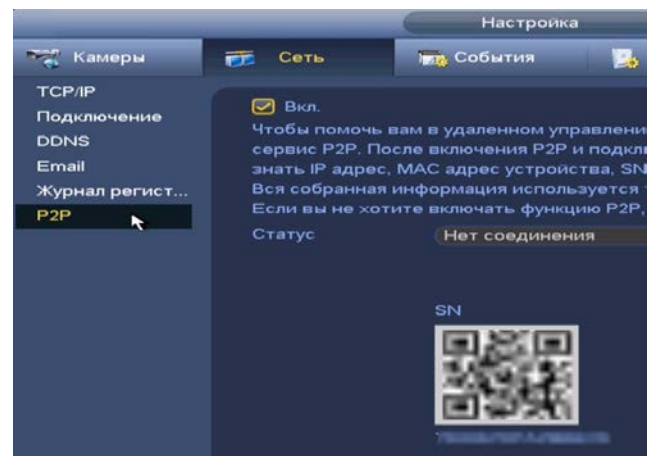 Настройка
Камеры
Сеть
События
TCP/IP
Подключение
DDNS
Email
Журнал регист...
P2P
Вкл.
Чтобы помочь вам в удаленном управлени
сервис P2P. После включения P2P и подкл
знать IP адрес, MAC адрес устройства, SN
Вся собранная информация используется
Если вы не хотите включать функцию P2P,
Статус
Нет соединения
SN